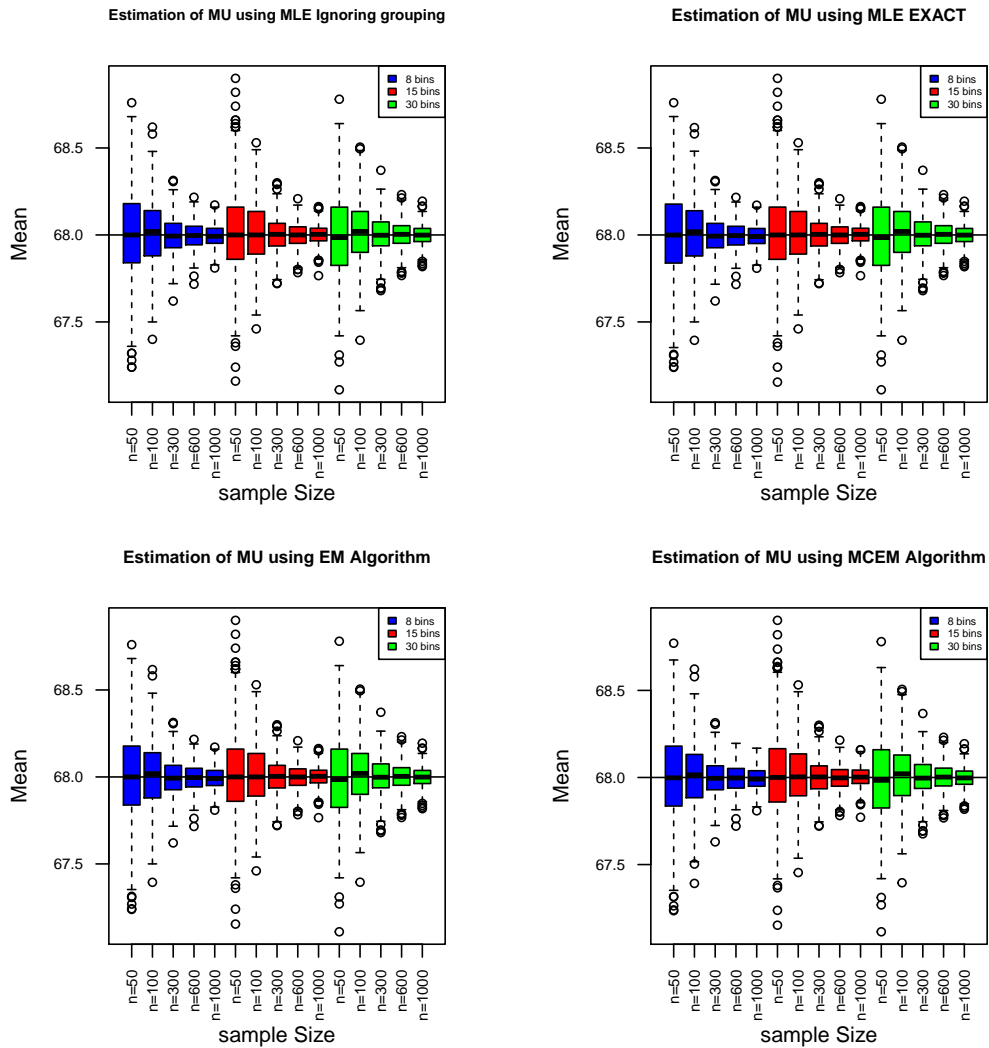 Estimation of MU using MLE Ignoring grouping
Mean
68.5
68.0
67.5
8 bins
15 bins
30 bins
n=50
n=100
n=300
n=600
n=1000
n=50
n=100
n=300
n=600
n=1000
n=50
n=100
n=300
n=600
n=1000
sample Size
Estimation of MU using MLE EXACT
Mean
68.5
68.0
67.5
8 bins
15 bins
30 bins
n=50
n=100
n=300
n=600
n=1000
n=50
n=100
n=300
n=600
n=1000
n=50
n=100
n=300
n=600
n=1000
sample Size
Estimation of MU using EM Algorithm
Mean
68.5
68.0
67.5
8 bins
15 bins
30 bins
n=50
n=100
n=300
n=600
n=1000
n=50
n=100
n=300
n=600
n=1000
n=50
n=100
n=300
n=600
n=1000
sample Size
Estimation of MU using MCEM Algorithm
Mean
68.5
68.0
67.5
8 bins
15 bins
30 bins
n=50
n=100
n=300
n=600
n=1000
n=50
n=100
n=300
n=600
n=1000
n=50
n=100
n=300
n=600
n=1000
sample Size